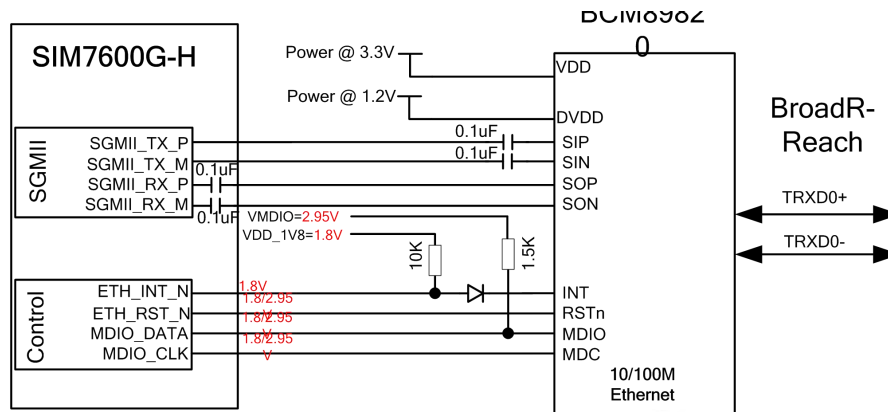 BCM8982
0
SIM7600G-H
Power @ 3.3V
VDD
Power @ 1.2V
DVDD
BroadR-
Reach
SGMII
SGMII_TX_P
0.1uF
SIP
SGMII_TX_M
0.1uF
SIN
SGMII_RX_P
0.1uF
SOP
SGMII_RX_M
0.1uF
SON
TRXD0+
VMDIO=2.95V
VDD_1V8=1.8V
TRXD0-
10K
1.5K
Control
ETH_INT_N
1.8V
INT
ETH_RST_N
1.8/2.95
V
RSTn
MDIO_DATA
1.8/2.95
V
MDIO
MDIO_CLK
1.8/2.95
V
MDC
10/100M
Ethernet